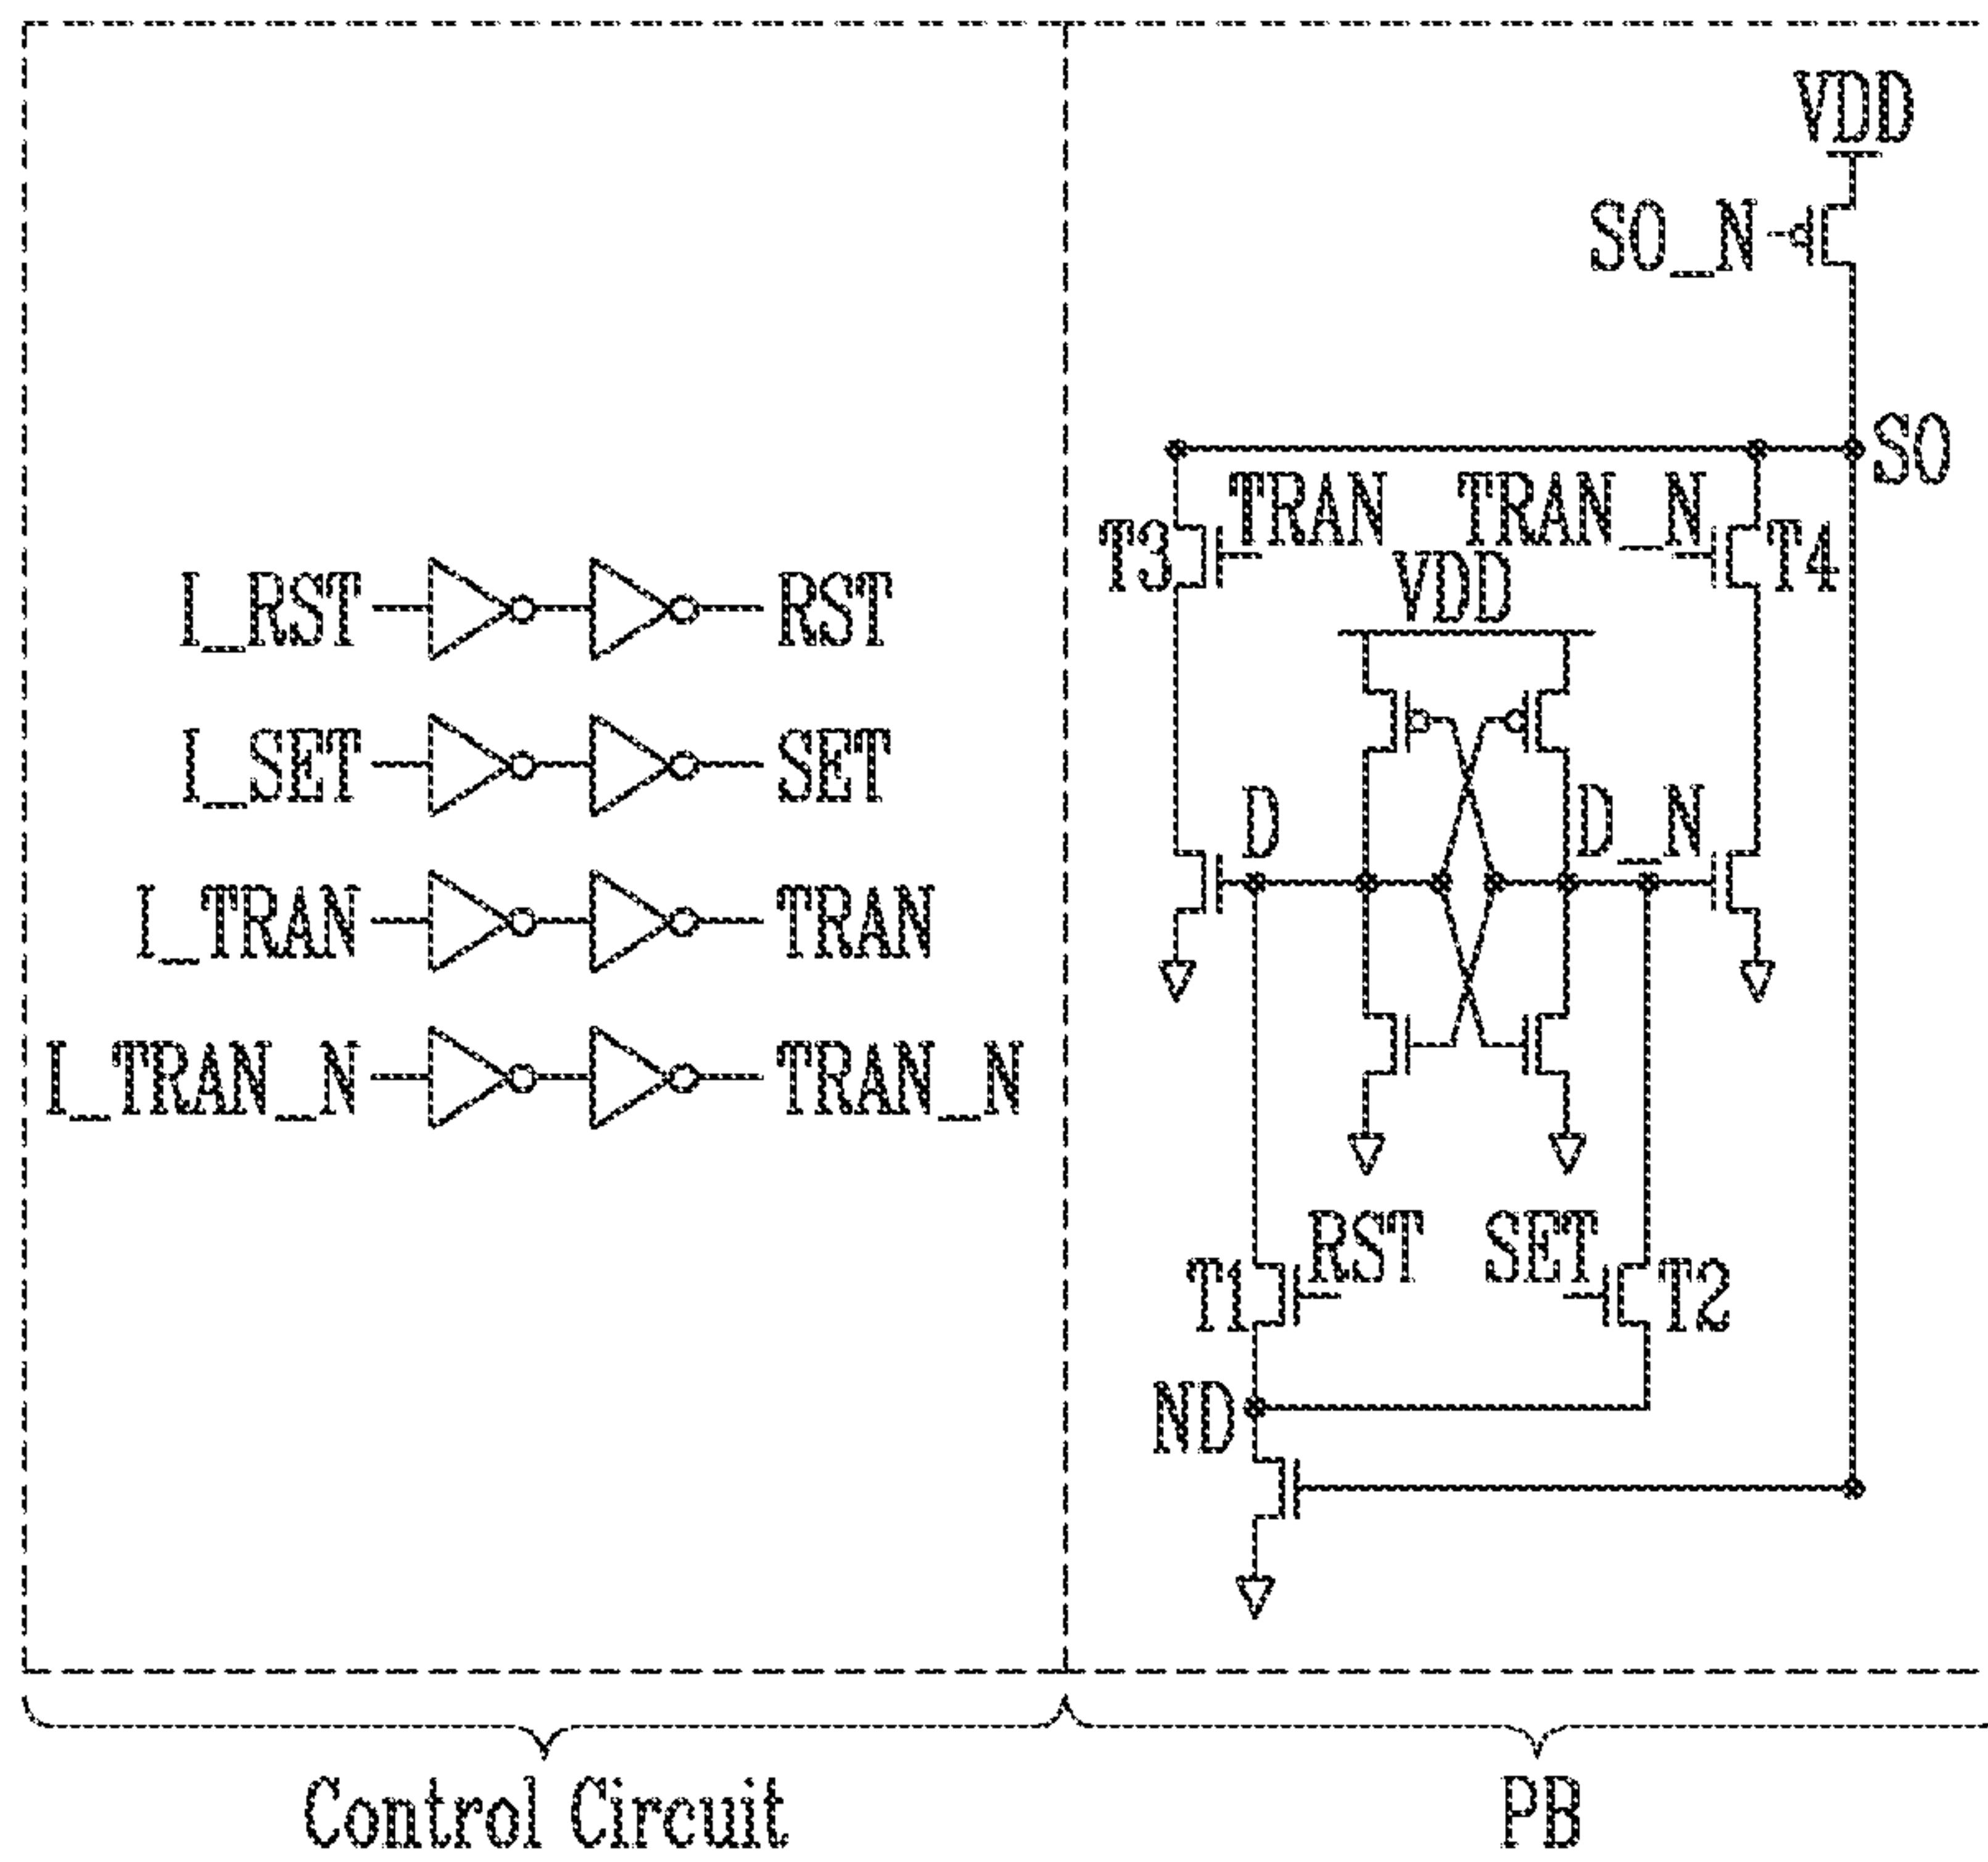 I_RST RST
I_SET SET
I_TRAN TRAN
I_TRAN_N TRAN_N
Control Circuit
VDD
SO_N
SO
T3 TRAN TRAN_N T4
VDD
D D_N
T1 RST SET T2
ND
PB